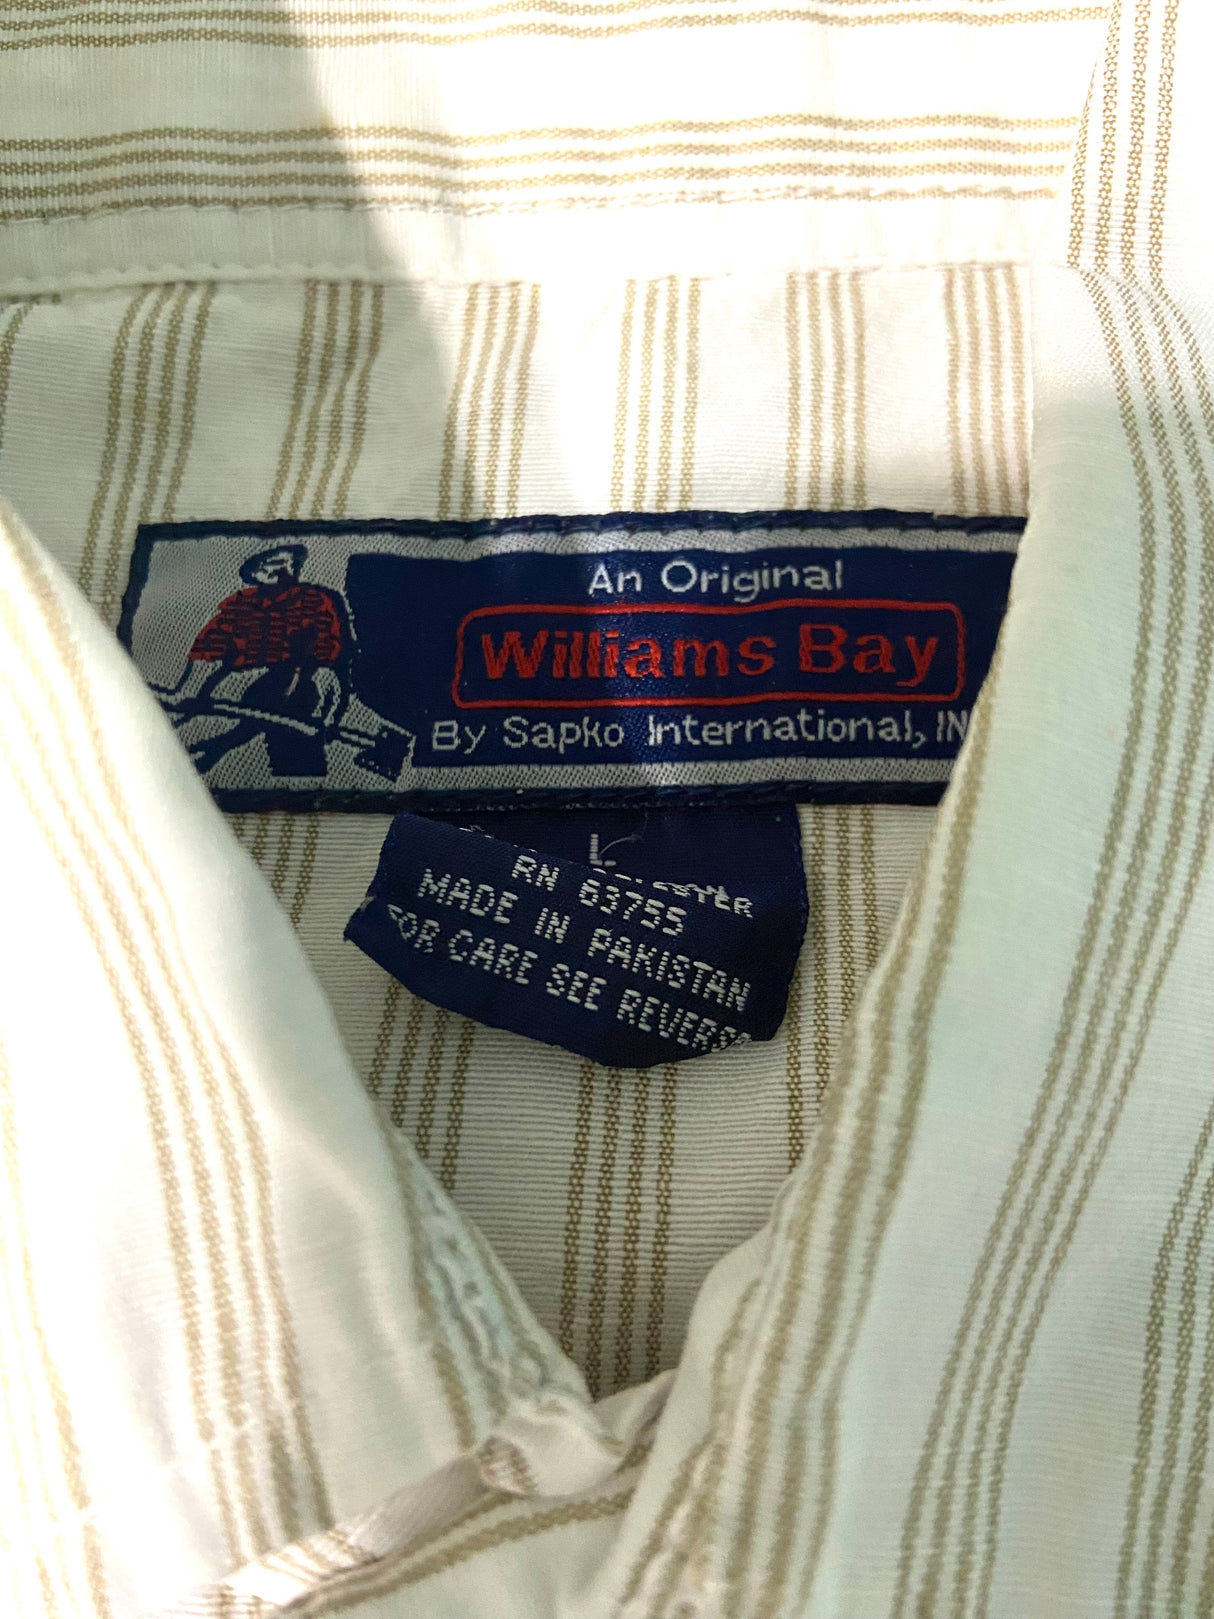 An Original
Williams Bay
By Sapko International, IN
L
RN 63755
MADE IN PAKISTAN
FOR CARE SEE REVERSE